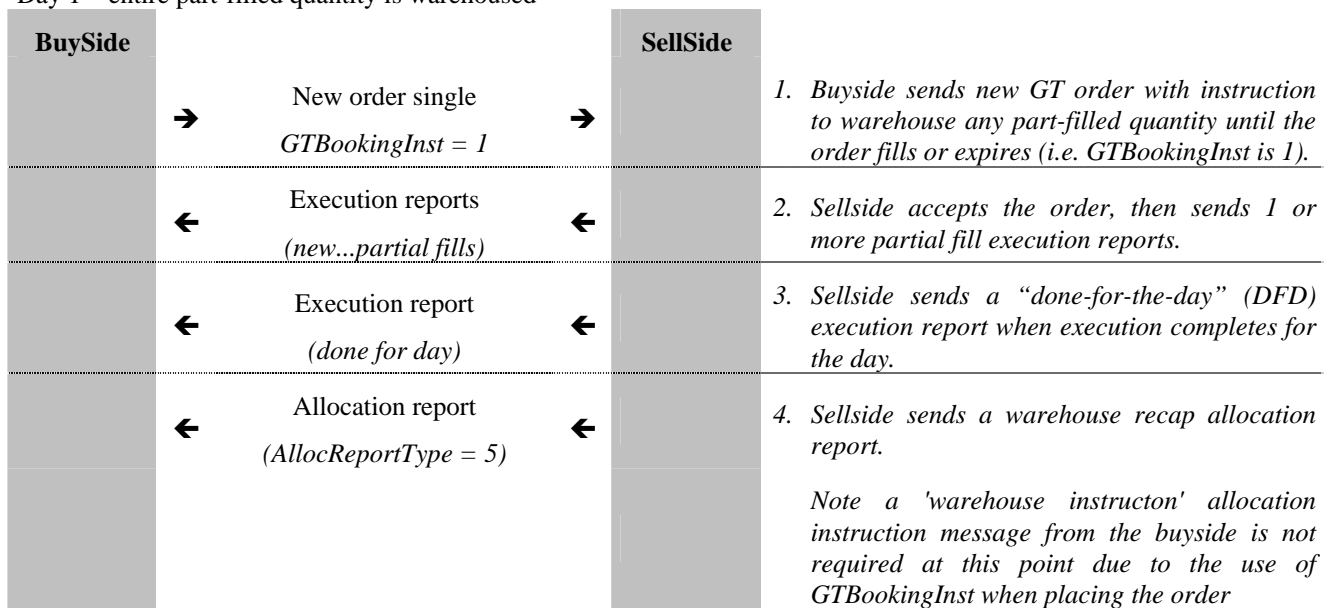 Day 1 – entire part-filled quantity is warehoused
BuySide SellSide
New order single
GTBookingInst = 1
1. Buyside sends new GT order with instruction
to warehouse any part-filled quantity until the
order fills or expires (i.e. GTBookingInst is 1).
Execution reports
(new...partial fills)
2. Sellside accepts the order, then sends 1 or
more partial fill execution reports.
Execution report
(done for day)
3. Sellside sends a “done-for-the-day” (DFD)
execution report when execution completes for
the day.
Allocation report
(AllocReportType = 5)
4. Sellside sends a warehouse recap allocation
report.
Note a 'warehouse instructon' allocation
instruction message from the buyside is not
required at this point due to the use of
GTBookingInst when placing the order